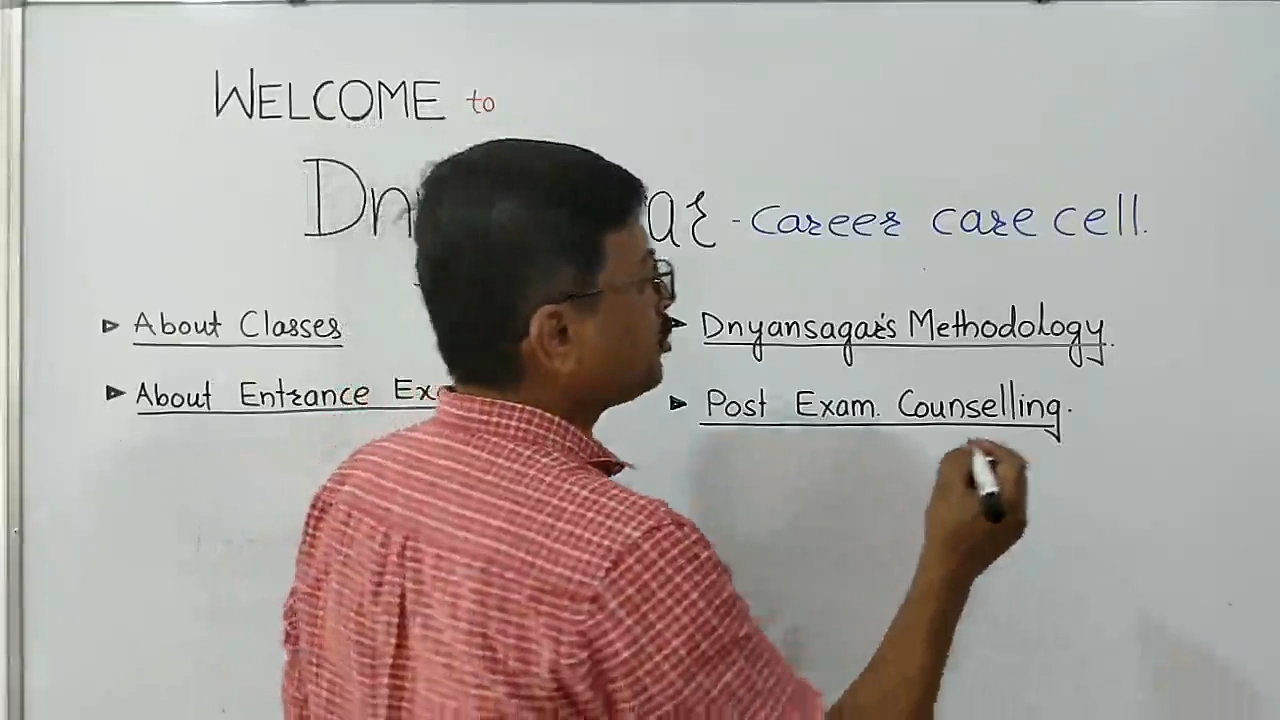 WELCOME to
Career care cell.
About Classes
About Entrance
Dnyansagar's Methodology.
Post Exam. Counselling.